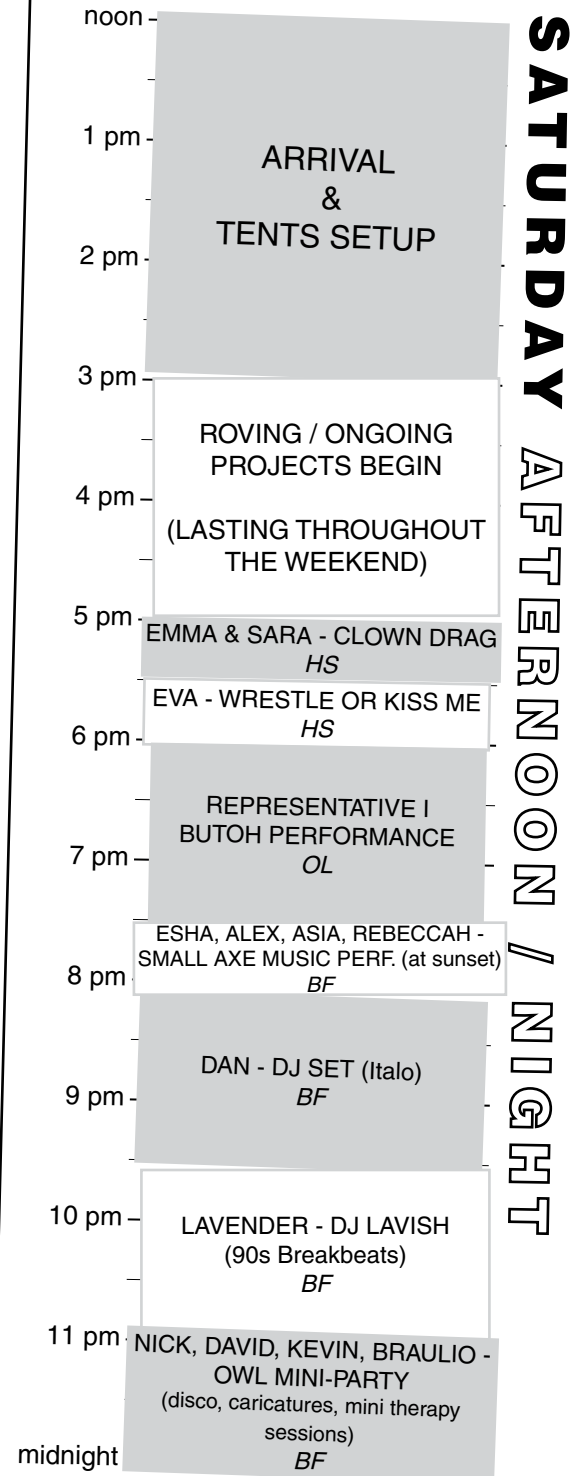 SATURDAY AFTERNOON / NIGHT
noon
1 pm
ARRIVAL
&
TENTS SETUP
2 pm
3 pm
ROVING / ONGOING
PROJECTS BEGIN
4 pm
(LASTING THROUGHOUT
THE WEEKEND)
5 pm
EMMA & SARA - CLOWN DRAG
HS
EVA - WRESTLE OR KISS ME
HS
6 pm
REPRESENTATIVE I
BUTOH PERFORMANCE
OL
7 pm
ESHA, ALEX, ASIA, REBECCAH -
SMALL AXE MUSIC PERF. (at sunset)
BF
8 pm
DAN - DJ SET (Italo)
BF
9 pm
10 pm
LAVENDER - DJ LAVISH
(90s Breakbeats)
BF
11 pm
NICK, DAVID, KEVIN, BRAULIO -
OWL MINI-PARTY
(disco, caricatures, mini therapy
sessions)
BF
midnight